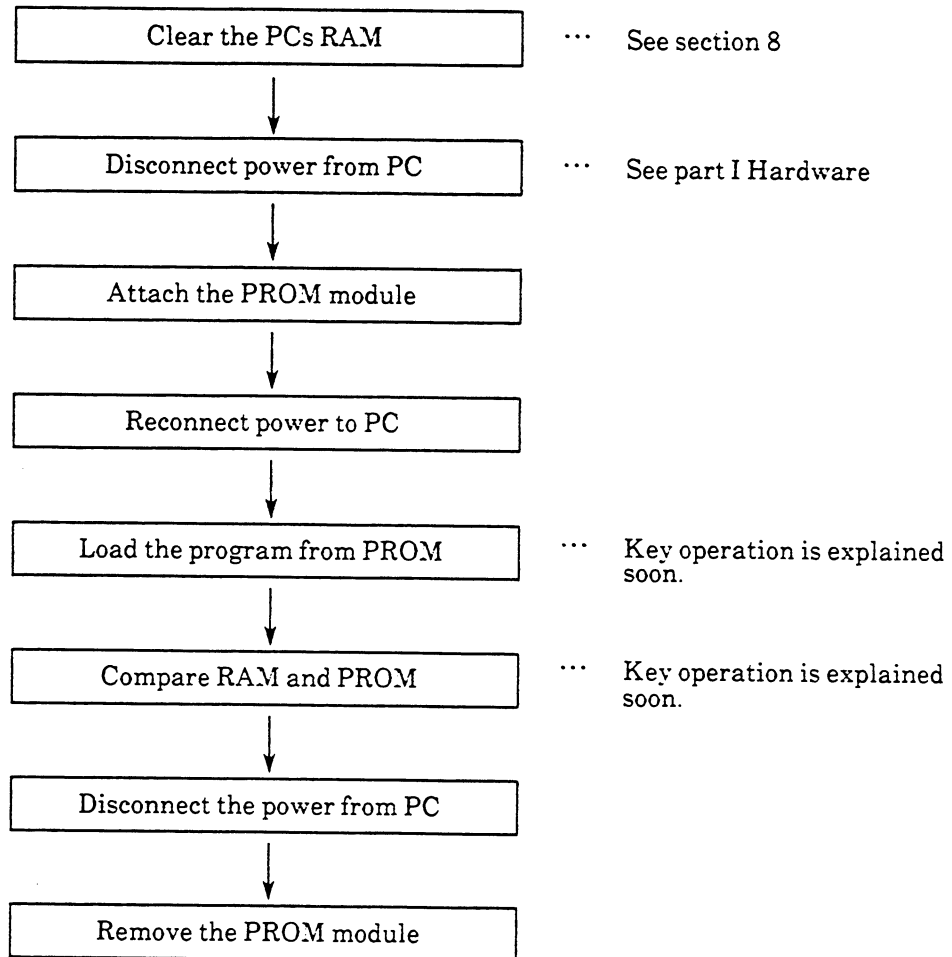 Clear the PCs RAM ... See section 8
Disconnect power from PC ... See part I Hardware
Attach the PROM module
Reconnect power to PC
Load the program from PROM ... Key operation is explained
soon.
Compare RAM and PROM ... Key operation is explained
soon.
Disconnect the power from PC
Remove the PROM module